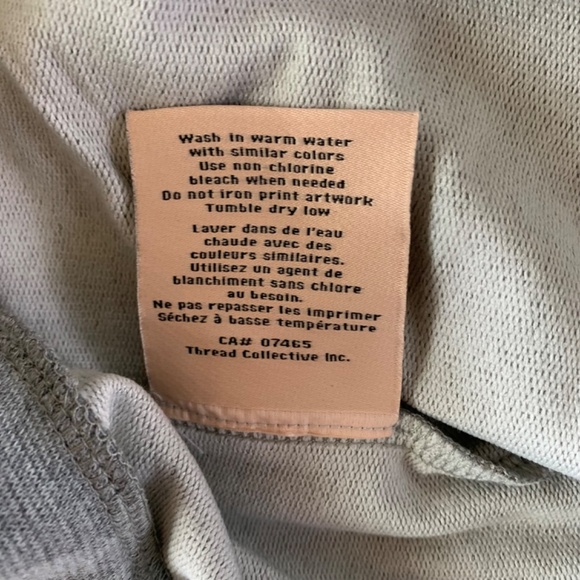 Wash in warm water
with similar colors
Use non-chlorine
bleach when needed
Do not iron print artwork
Tumble dry low
Laver dans de l'eau
chaude avec des
couleurs similaires.
Utilisez un agent de
blanchiment sans chlore
au besoin.
Ne pas repasser les imprimer
Séchez à basse température
CA# 07465
Thread Collective Inc.